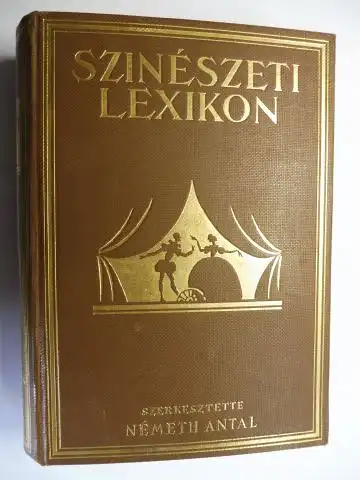 SZINÉSZETI
LEXIKON
SZERKESZTETTE
NÉMETH ANTAL